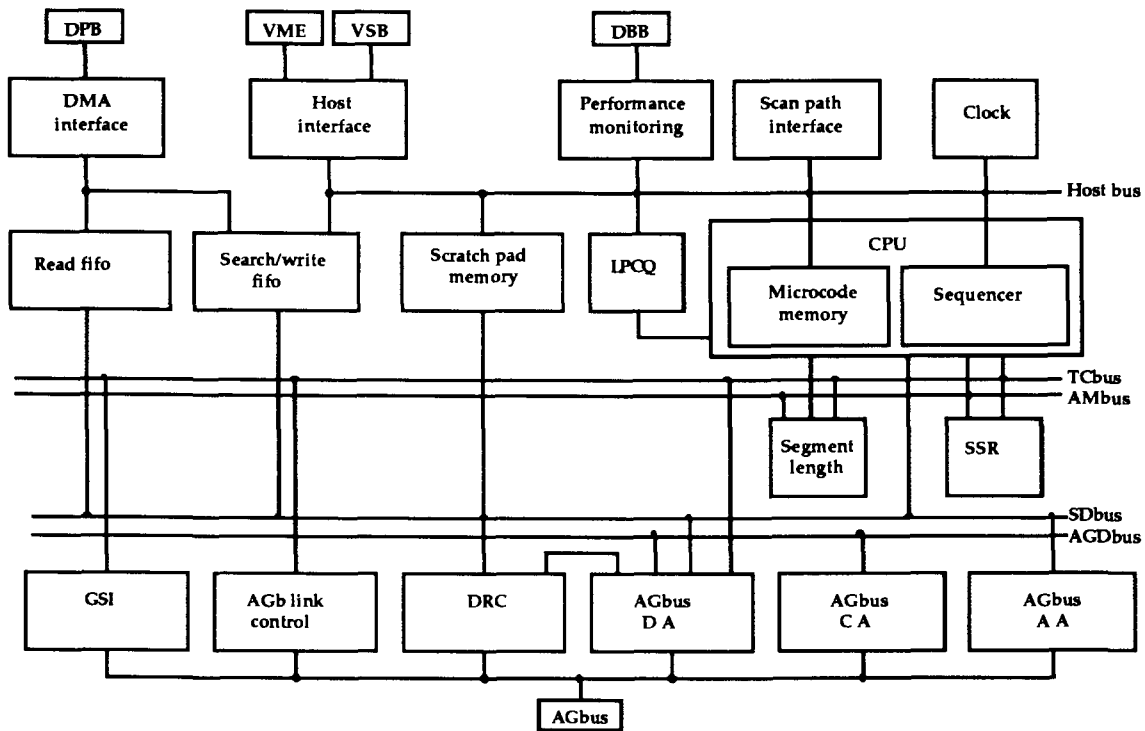 DPB
VME
VSB
DBB
DMA
interface
Host
interface
Performance
monitoring
Scan path
interface
Clock
Host bus
Read fifo
Search/write
fifo
Scratch pad
memory
LPCQ
CPU
Microcode
memory
Sequencer
TCbus
AMbus
Segment
length
SSR
SDbus
AGDbus
GSI
AGb link
control
DRC
AGbus
D A
AGbus
C A
AGbus
A A
AGbus